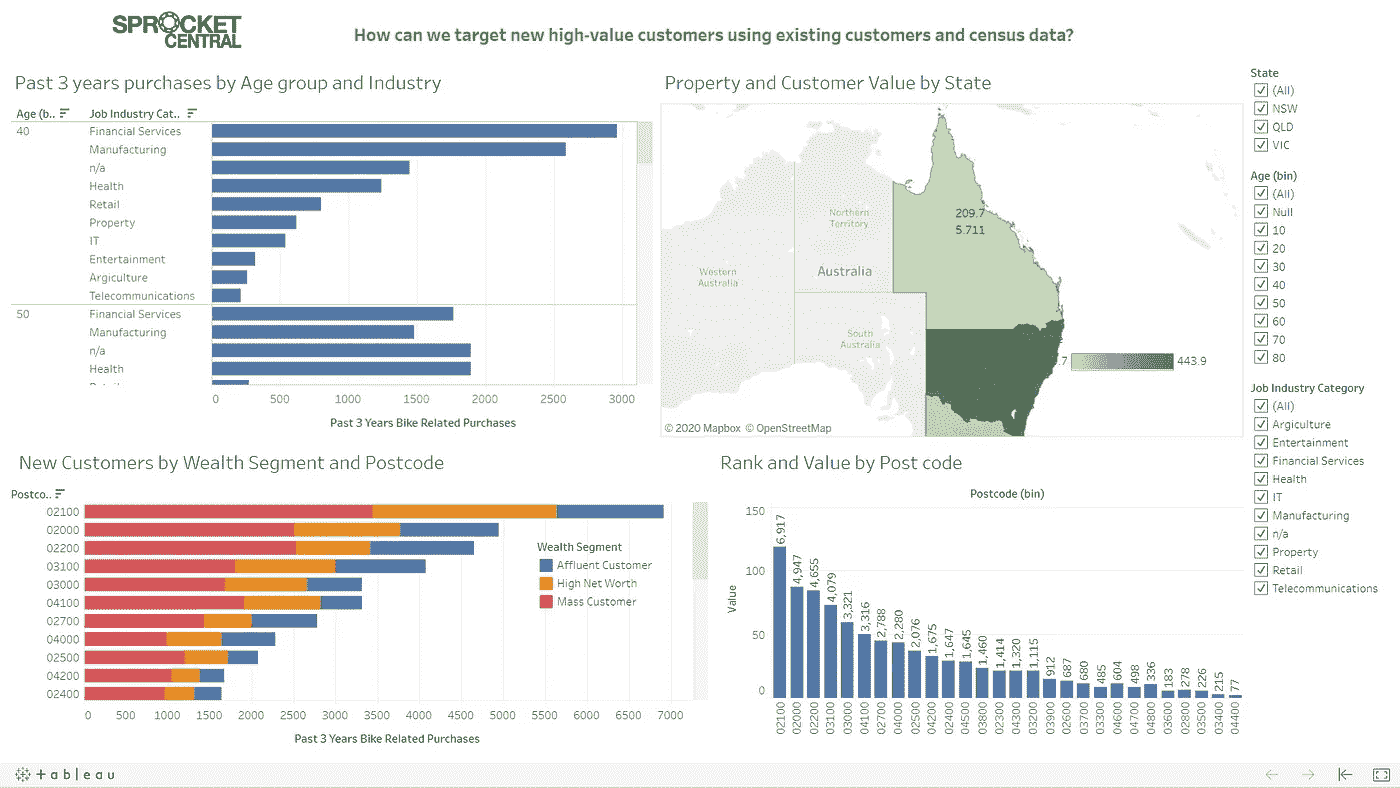 SPROCKET
CENTRAL
How can we target new high-value customers using existing customers and census data?
Past 3 years purchases by Age group and Industry
Age (b..
Job Industry Cat..
40
Financial Services
Manufacturing
n/a
Health
Retail
Property
IT
Entertainment
Argiculture
Telecommunications
50
Financial Services
Manufacturing
n/a
Health
0
500
1000
1500
2000
2500
3000
Past 3 Years Bike Related Purchases
Property and Customer Value by State
Northern
Territory
Western
Australia
Australia
South
Australia
209.7
5.711
.7
443.9
© 2020 Mapbox © OpenStreetMap
State
(All)
NSW
QLD
VIC
Age (bin)
(All)
Null
10
20
30
40
50
60
70
80
Job Industry Category
(All)
Argiculture
Entertainment
Financial Services
Health
IT
Manufacturing
n/a
Property
Retail
Telecommunications
New Customers by Wealth Segment and Postcode
Postco..
02100
02000
02200
03100
03000
04100
02700
04000
02500
04200
02400
0
500
1000
1500
2000
2500
3000
3500
4000
4500
5000
5500
6000
6500
7000
Past 3 Years Bike Related Purchases
Wealth Segment
Affluent Customer
High Net Worth
Mass Customer
Rank and Value by Post code
Postcode (bin)
Value
150
100
50
0
6,917
4,947
4,655
4,079
3,321
3,316
2,788
2,280
2,076
1,675
1,647
1,645
1,460
1,414
1,320
1,115
912
687
680
485
604
498
336
183
278
226
215
77
02100
02000
02200
03100
03000
04100
02700
04000
02500
04200
02400
04500
03800
02300
04300
03200
03900
02600
03700
03300
04600
04700
04800
03600
02800
03500
03400
04400
+ a b l e a u